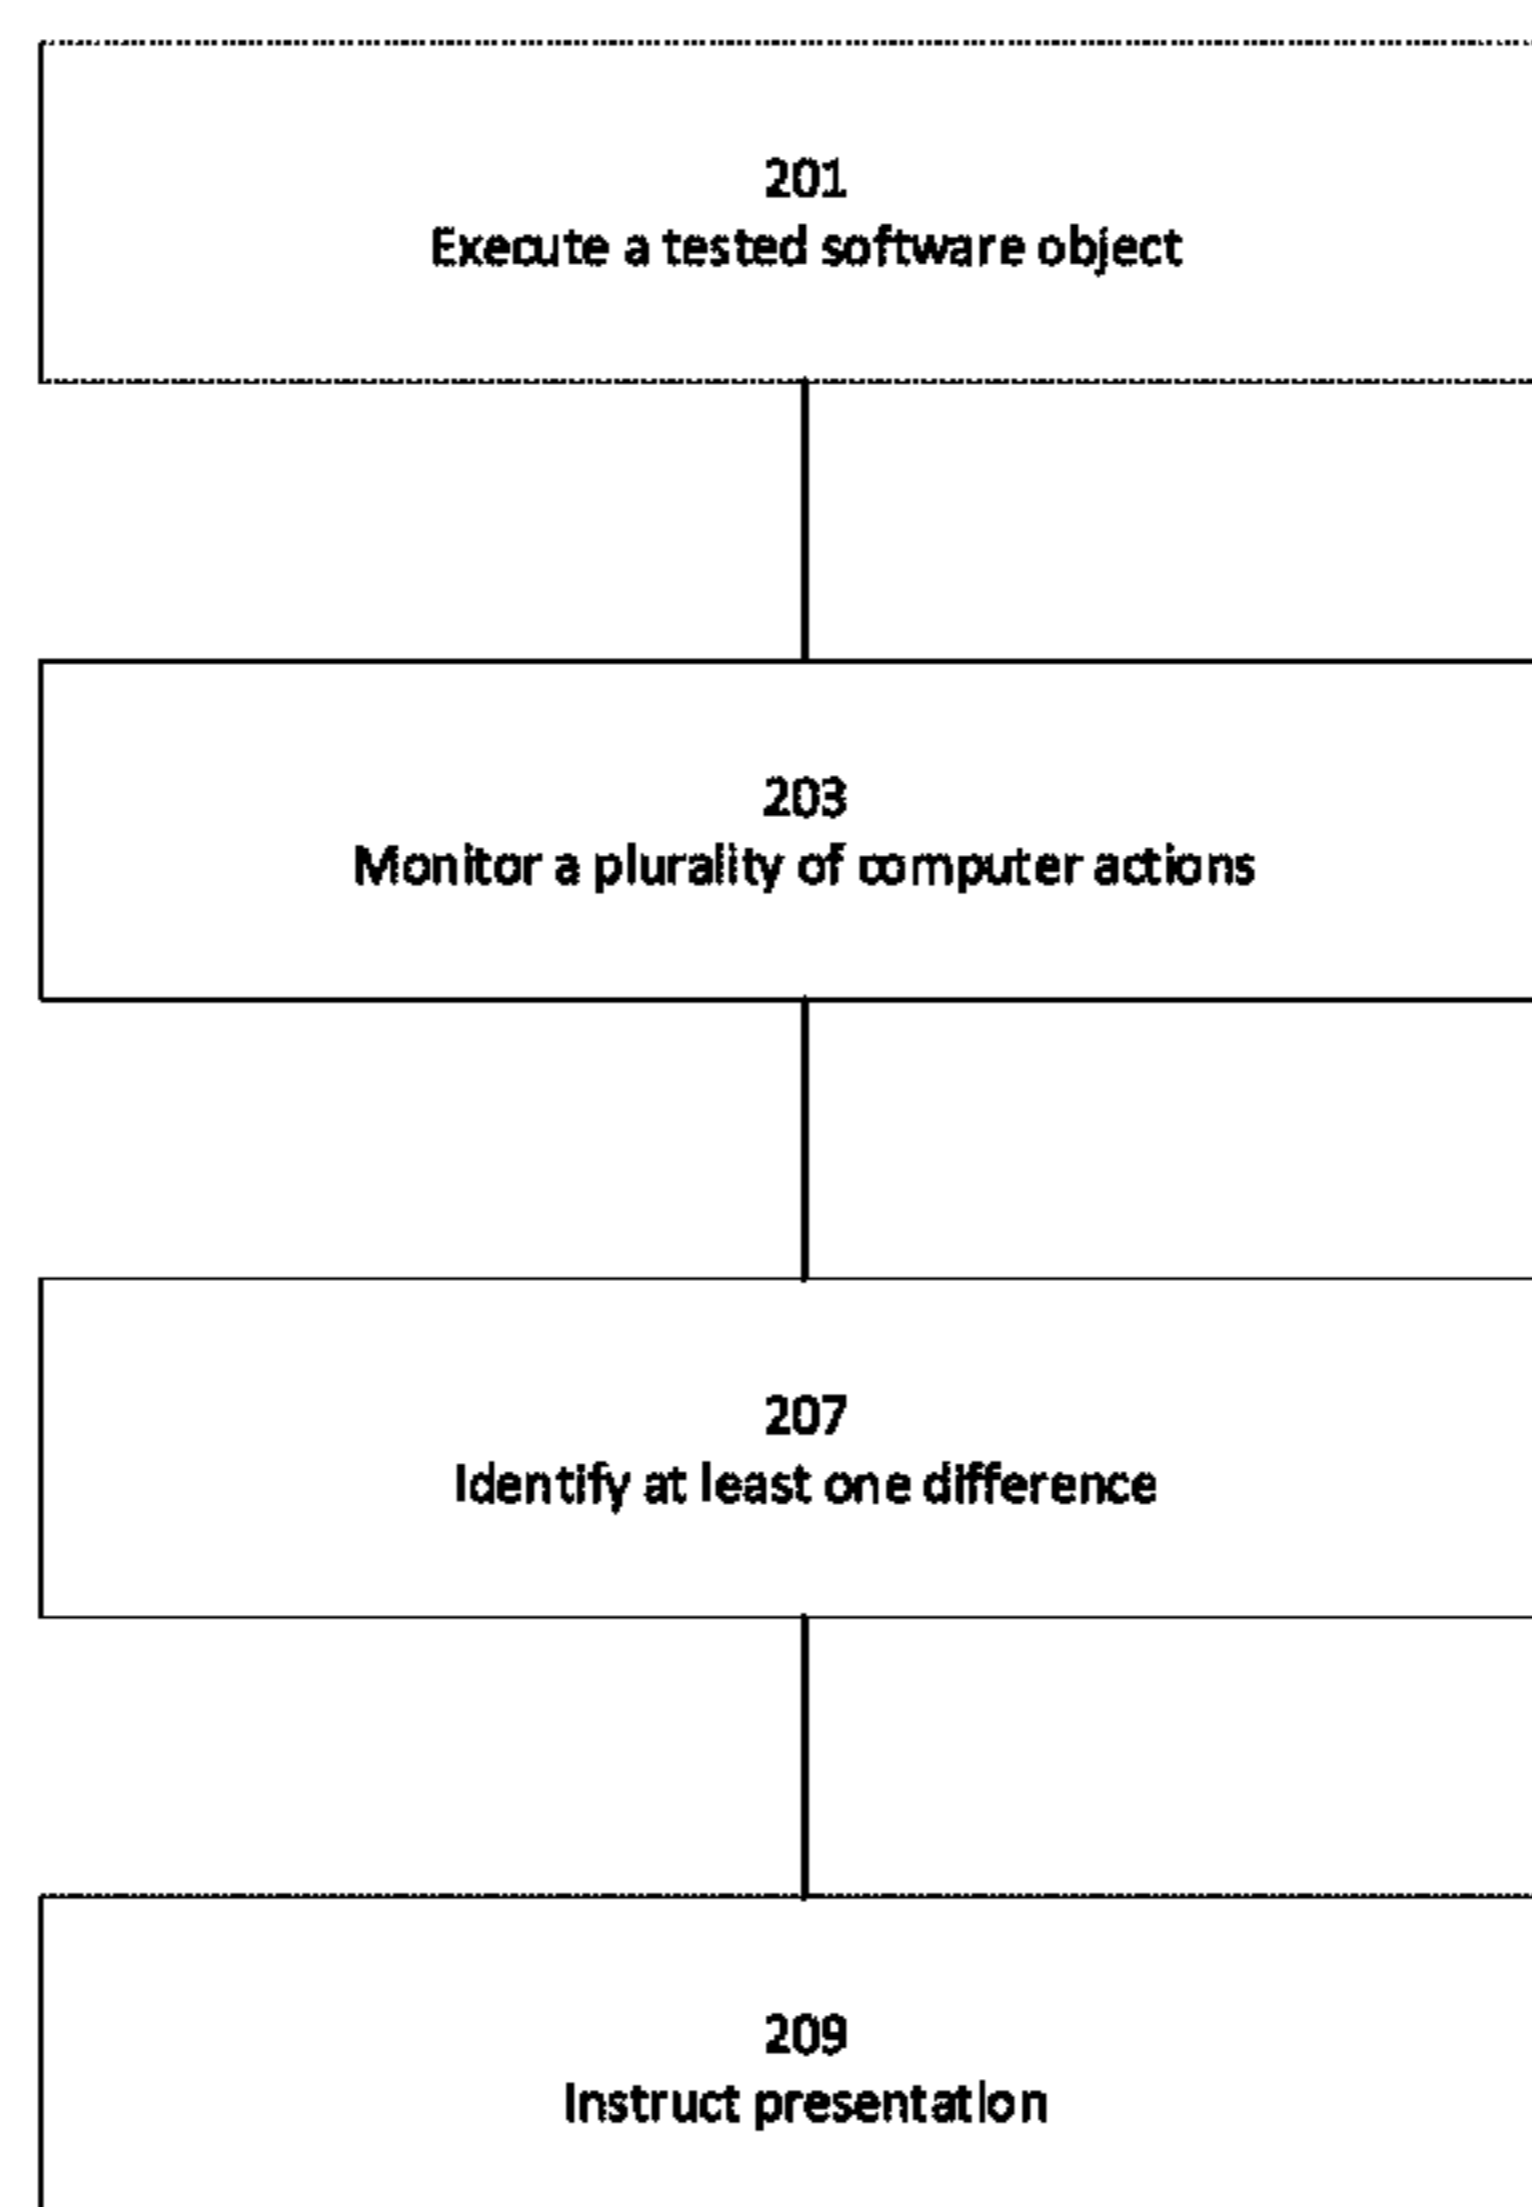 201
Execute a tested software object
203
Monitor a plurality of computer actions
207
Identify at least one difference
209
Instruct presentation